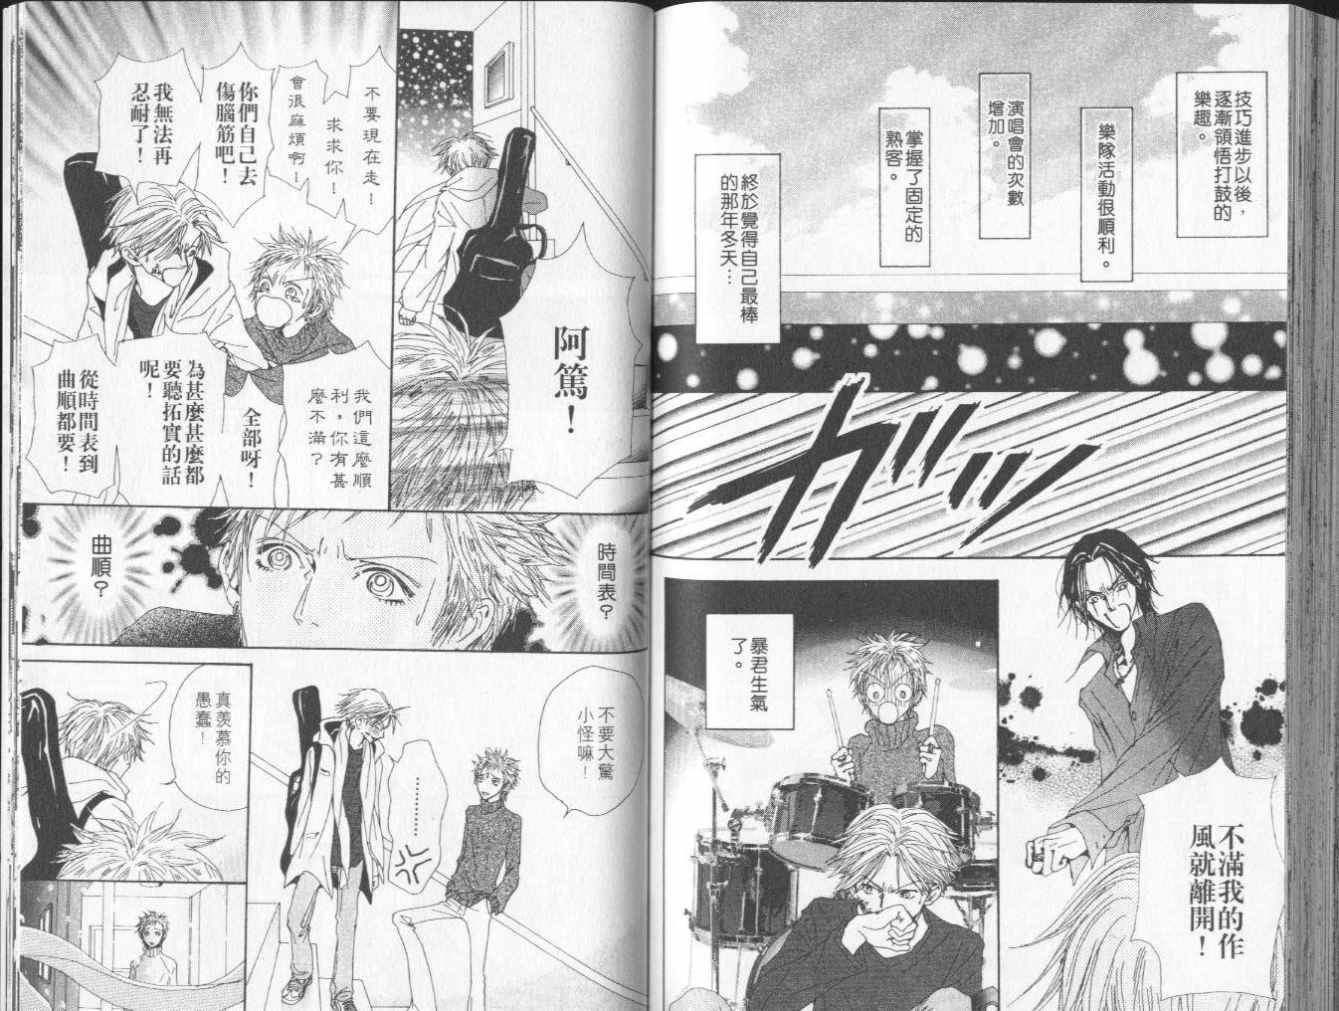 技巧進步以後，
逐漸領悟打鼓的
樂趣。
樂隊活動很順利。
演唱會的次數
增加。
掌握了固定的
熟客。
終於覺得自己最棒
的那年冬天…
ガッ
不滿我的作
風就離開！
暴君生氣
了。
阿篤！
不要現在走！
求求你！
會很麻煩啊！
你們自己去
傷腦筋吧！
我無法再
忍耐了！
我們這麼順
利，你有甚
麼不滿？
全部呀！
為甚麼甚麼都
要聽拓實的話
呢！
從時間表到
曲順都要！
時間表？
曲順？
不要大驚
小怪嘛！
………
真羨慕你的
愚蠢！